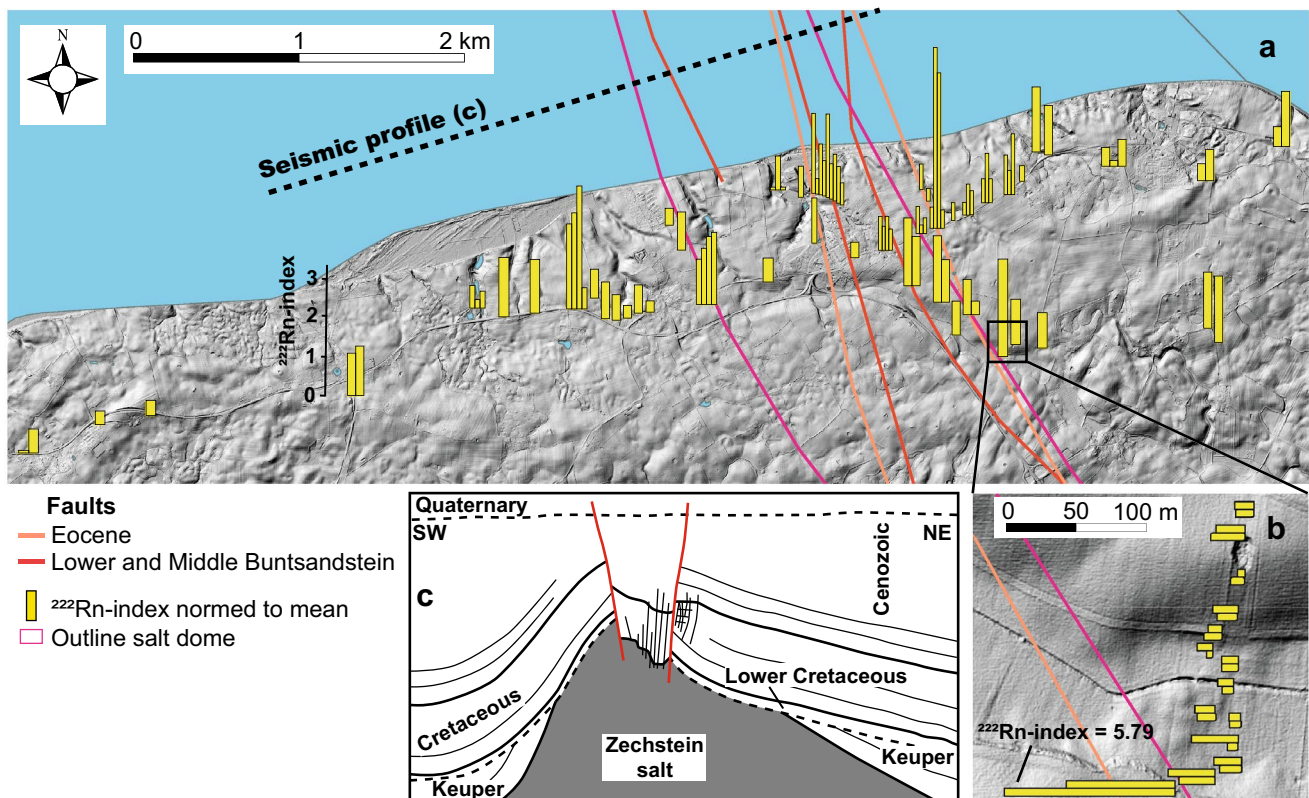 N
0 1 2 km
a
Seismic profile (c)
²²²Rn-index
3
2
1
0
Faults
Eocene
Lower and Middle Buntsandstein
²²²Rn-index normed to mean
Outline salt dome
Quaternary
SW
NE
c
Cenozoic
Cretaceous
Lower Cretaceous
Zechstein
salt
Keuper
Keuper
0 50 100 m
b
²²²Rn-index = 5.79